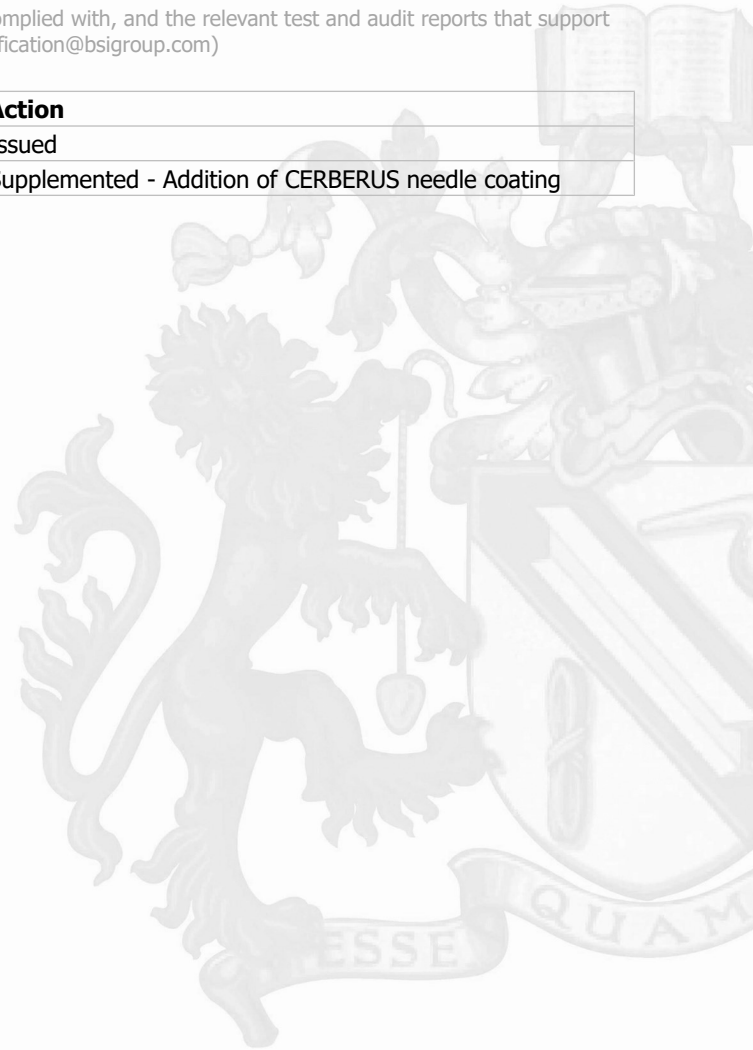 omplied with, and the relevant test and audit reports that support
fication@bsigroup.com)
Action
Issued
Supplemented - Addition of CERBERUS needle coating
ESSE
QUAM